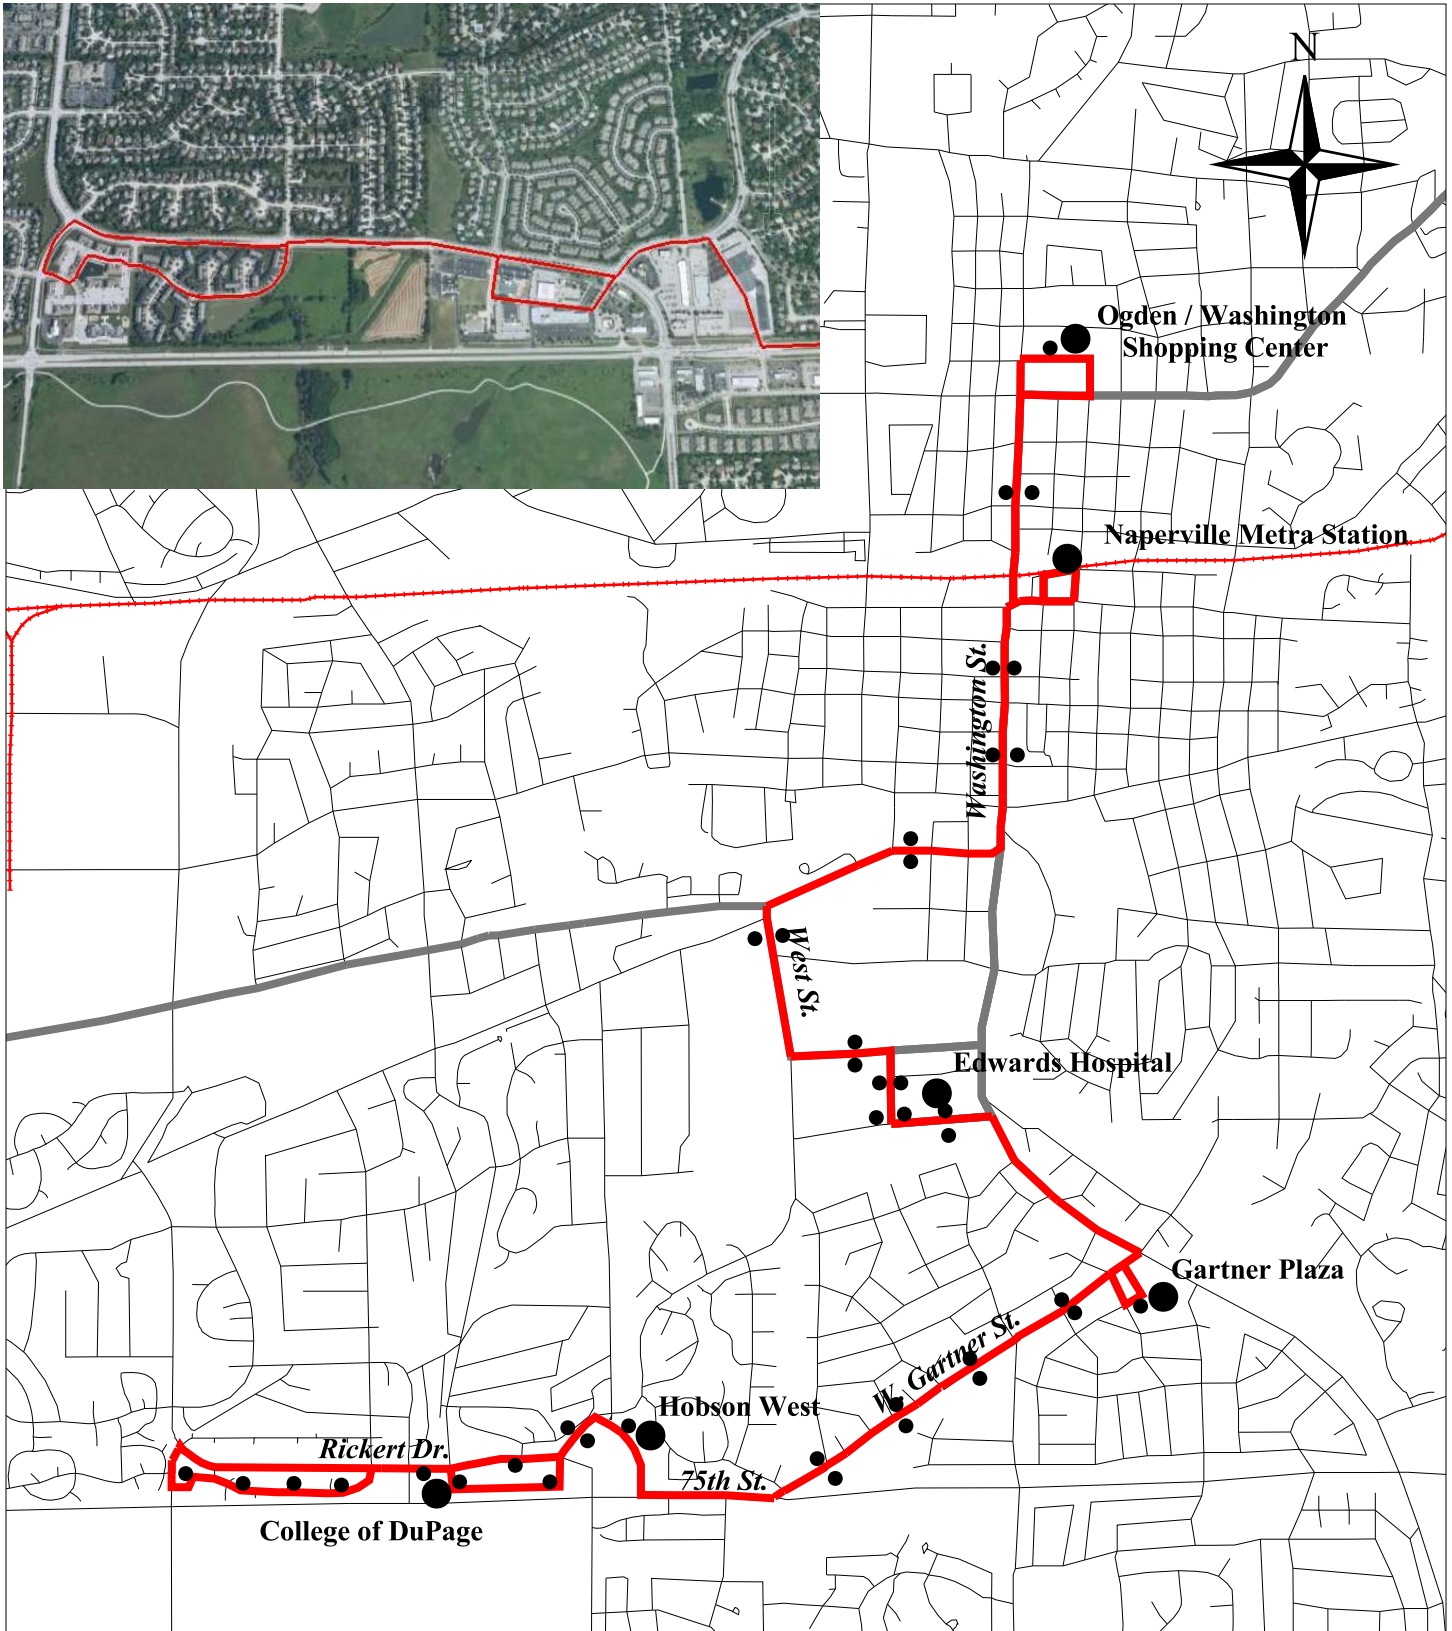 N
Ogden / Washington
Shopping Center
Naperville Metra Station
Washington St.
West St.
Edwards Hospital
Gartner Plaza
W. Gartner St.
Hobson West
Rickert Dr.
75th St.
College of DuPage